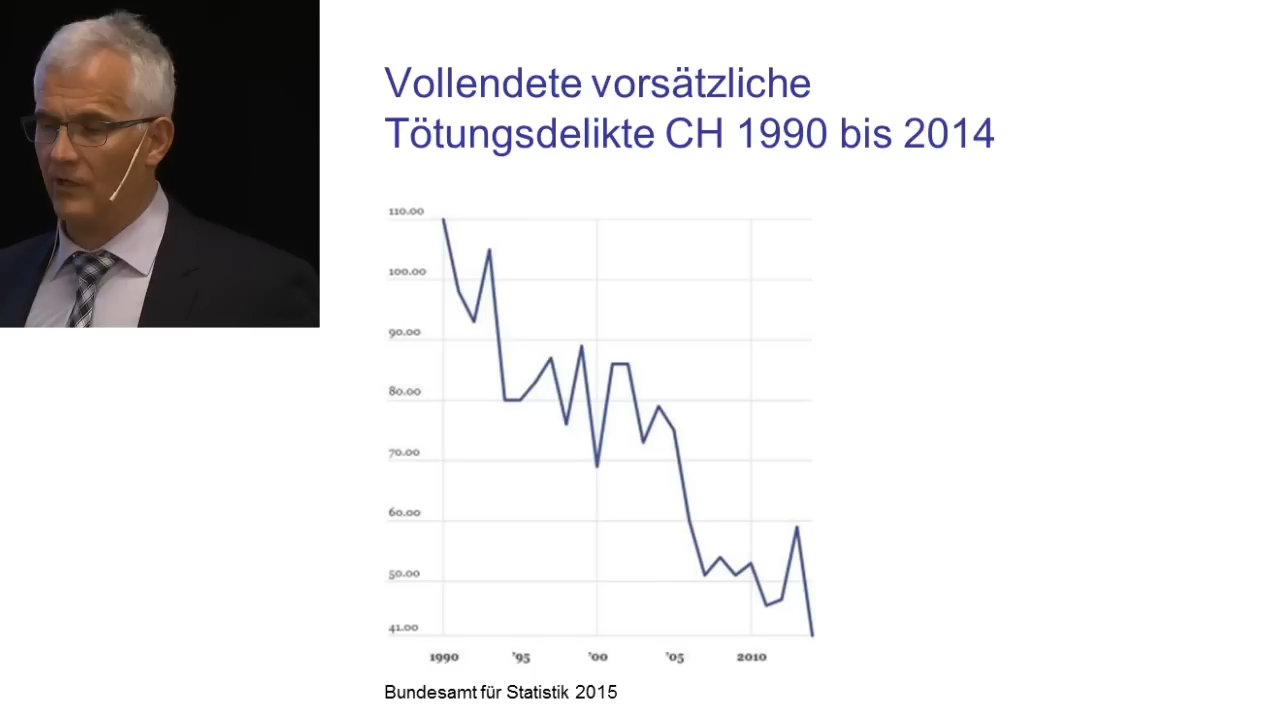 Vollendete vorsätzliche
Tötungsdelikte CH 1990 bis 2014
110.00
100.00
90.00
80.00
70.00
60.00
50.00
41.00
1990 '95 '00 '05 2010
Bundesamt für Statistik 2015